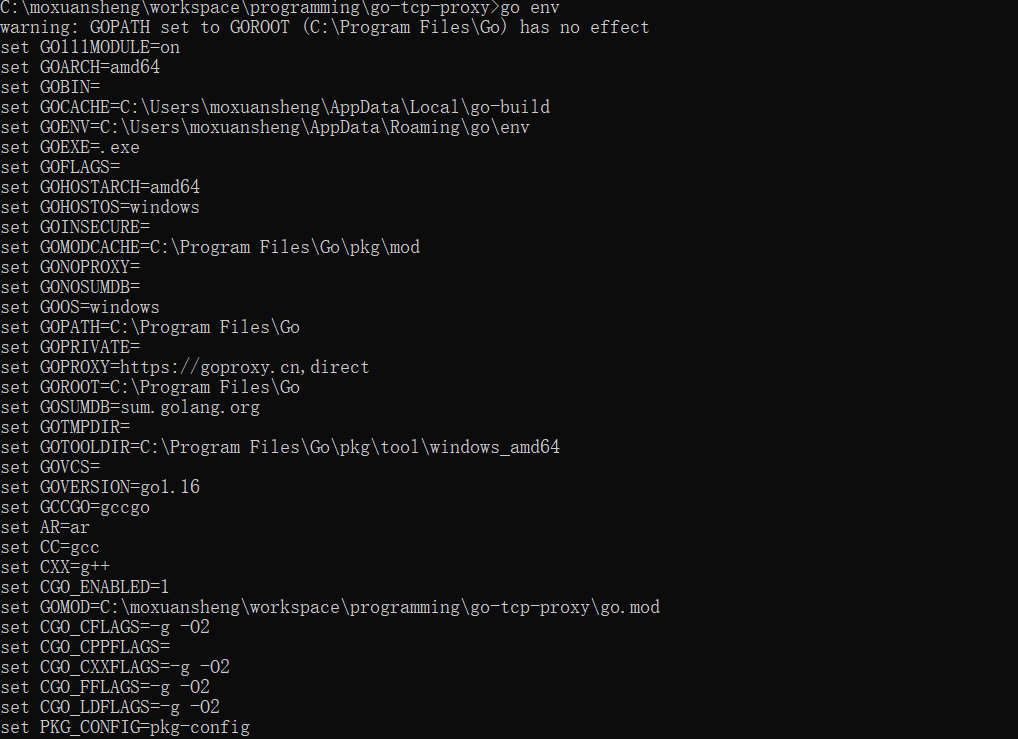 C:\moxuansheng\workspace\programming\go-tcp-proxy>go env
warning: GOPATH set to GOROOT (C:\Program Files\Go) has no effect
set GO111MODULE=on
set GOARCH=amd64
set GOBIN=
set GOCACHE=C:\Users\moxuansheng\AppData\Local\go-build
set GOENV=C:\Users\moxuansheng\AppData\Roaming\go\env
set GOEXE=.exe
set GOFLAGS=
set GOHOSTARCH=amd64
set GOHOSTOS=windows
set GOINSECURE=
set GOMODCACHE=C:\Program Files\Go\pkg\mod
set GONOPROXY=
set GONOSUMDB=
set GOOS=windows
set GOPATH=C:\Program Files\Go
set GOPRIVATE=
set GOPROXY=https://goproxy.cn,direct
set GOROOT=C:\Program Files\Go
set GOSUMDB=sum.golang.org
set GOTMPDIR=
set GOTOOLDIR=C:\Program Files\Go\pkg\tool\windows_amd64
set GOVCS=
set GOVERSION=go1.16
set GCCGO=gccgo
set AR=ar
set CC=gcc
set CXX=g++
set CGO_ENABLED=1
set GOMOD=C:\moxuansheng\workspace\programming\go-tcp-proxy\go.mod
set CGO_CFLAGS=-g -O2
set CGO_CPPFLAGS=
set CGO_CXXFLAGS=-g -O2
set CGO_FFLAGS=-g -O2
set CGO_LDFLAGS=-g -O2
set PKG_CONFIG=pkg-config